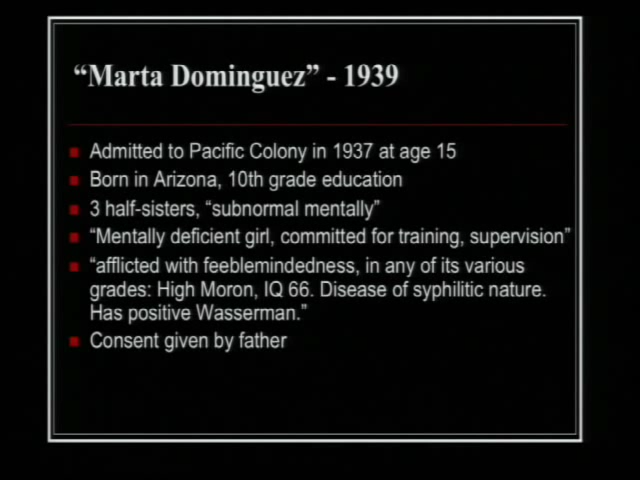 “Marta Dominguez” - 1939
Admitted to Pacific Colony in 1937 at age 15
Born in Arizona, 10th grade education
3 half-sisters, “subnormal mentally”
“Mentally deficient girl, committed for training, supervision”
“afflicted with feeblemindedness, in any of its various
grades: High Moron, IQ 66. Disease of syphilitic nature.
Has positive Wasserman.”
Consent given by father